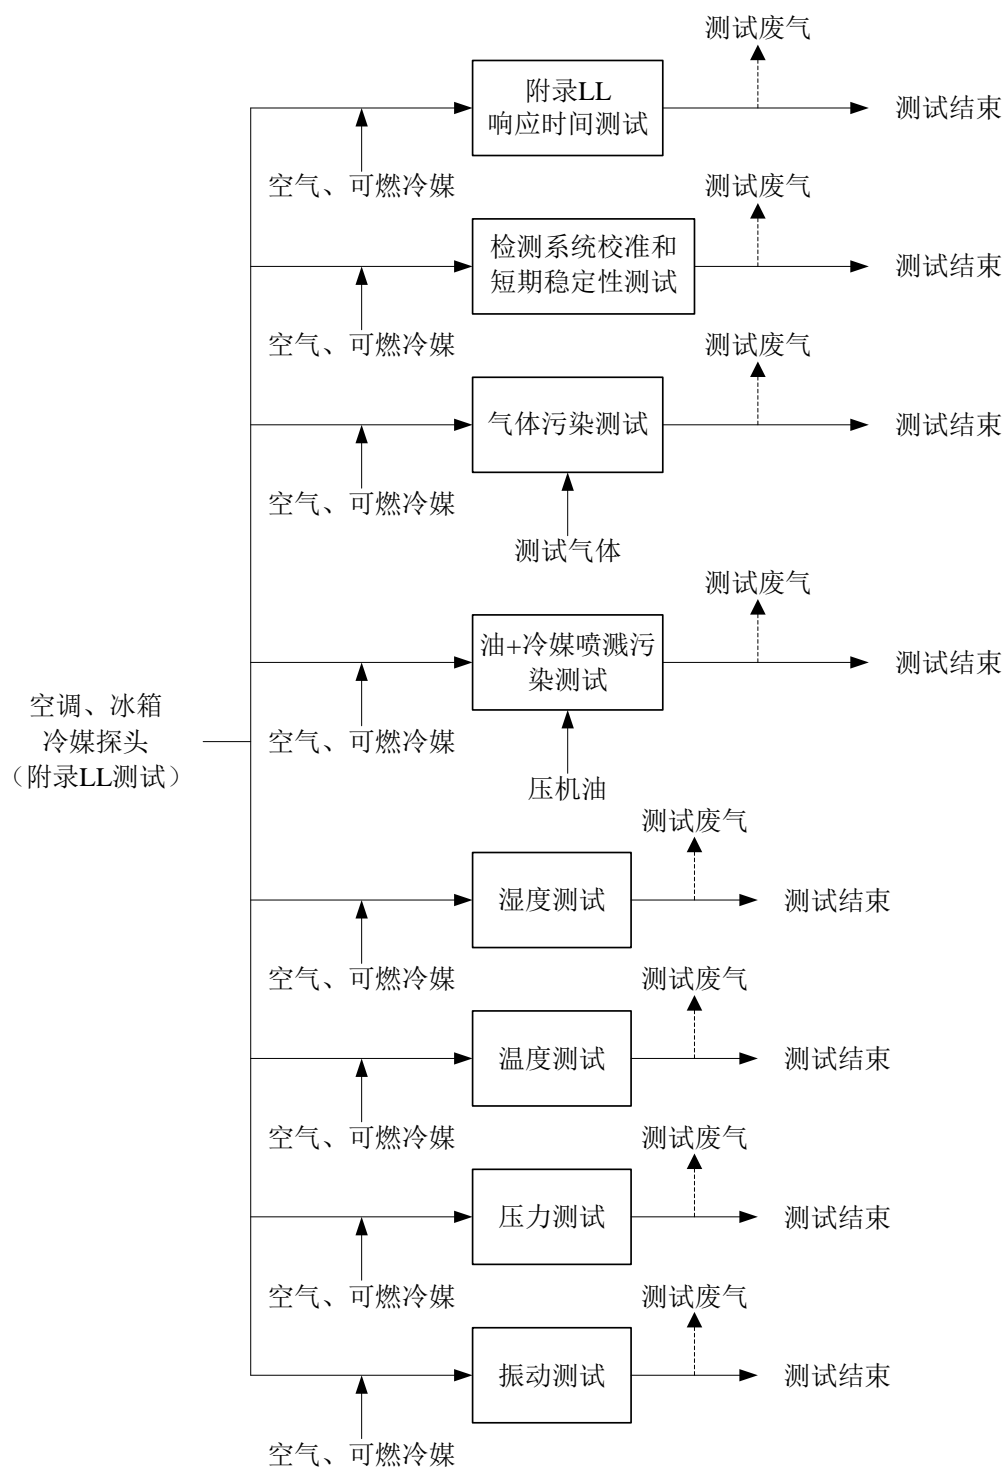 测试废气
附录LL
响应时间测试
测试结束
空气、可燃冷媒
测试废气
检测系统校准和
短期稳定性测试
测试结束
空气、可燃冷媒
测试废气
气体污染测试
测试结束
空气、可燃冷媒
测试气体
测试废气
油+冷媒喷溅污
染测试
测试结束
空调、冰箱
冷媒探头
（附录LL测试）
空气、可燃冷媒
压机油
测试废气
湿度测试
测试结束
空气、可燃冷媒
测试废气
温度测试
测试结束
空气、可燃冷媒
测试废气
压力测试
测试结束
空气、可燃冷媒
测试废气
振动测试
测试结束
空气、可燃冷媒